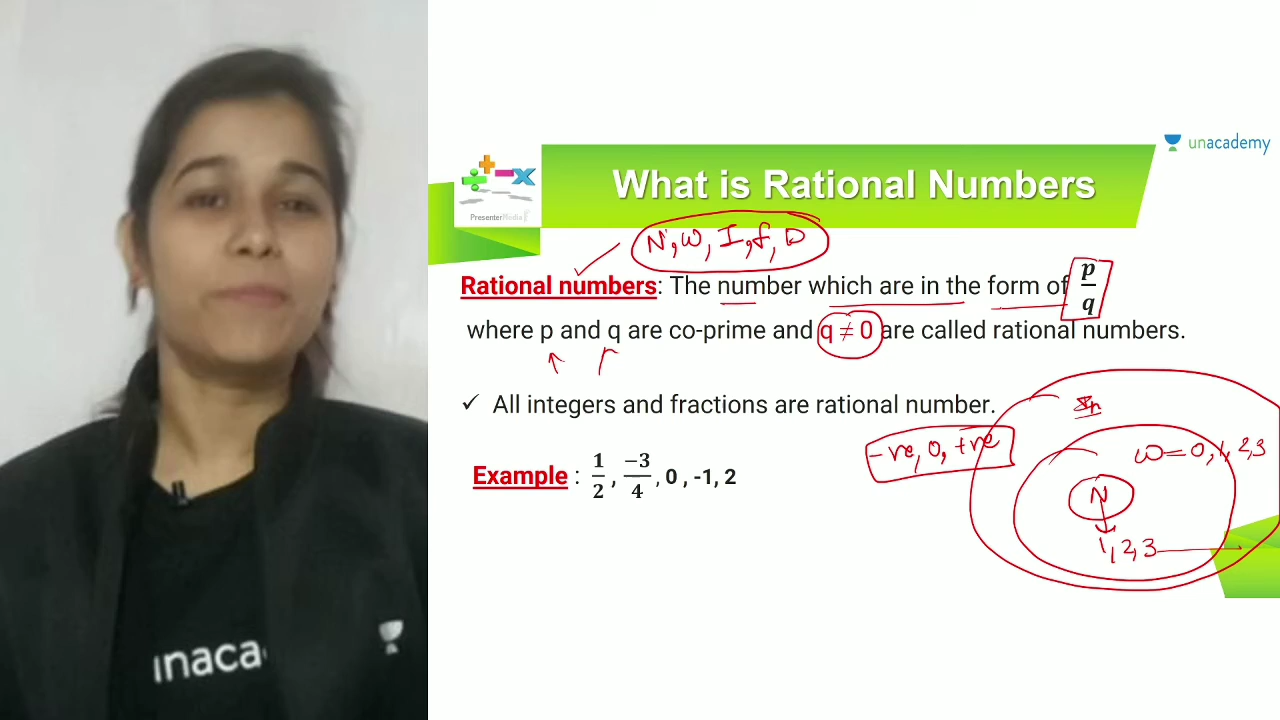 unacademy
What is Rational Numbers
PresenterMedia
N, W, I, f, D
Rational numbers: The number which are in the form of p/q
where p and q are co-prime and q ≠ 0 are called rational numbers.
✓ All integers and fractions are rational number.
-ve, 0, +ve
W = 0, 1, 2, 3
N
1, 2, 3
Example : 1/2 , -3/4 , 0 , -1, 2
unaca